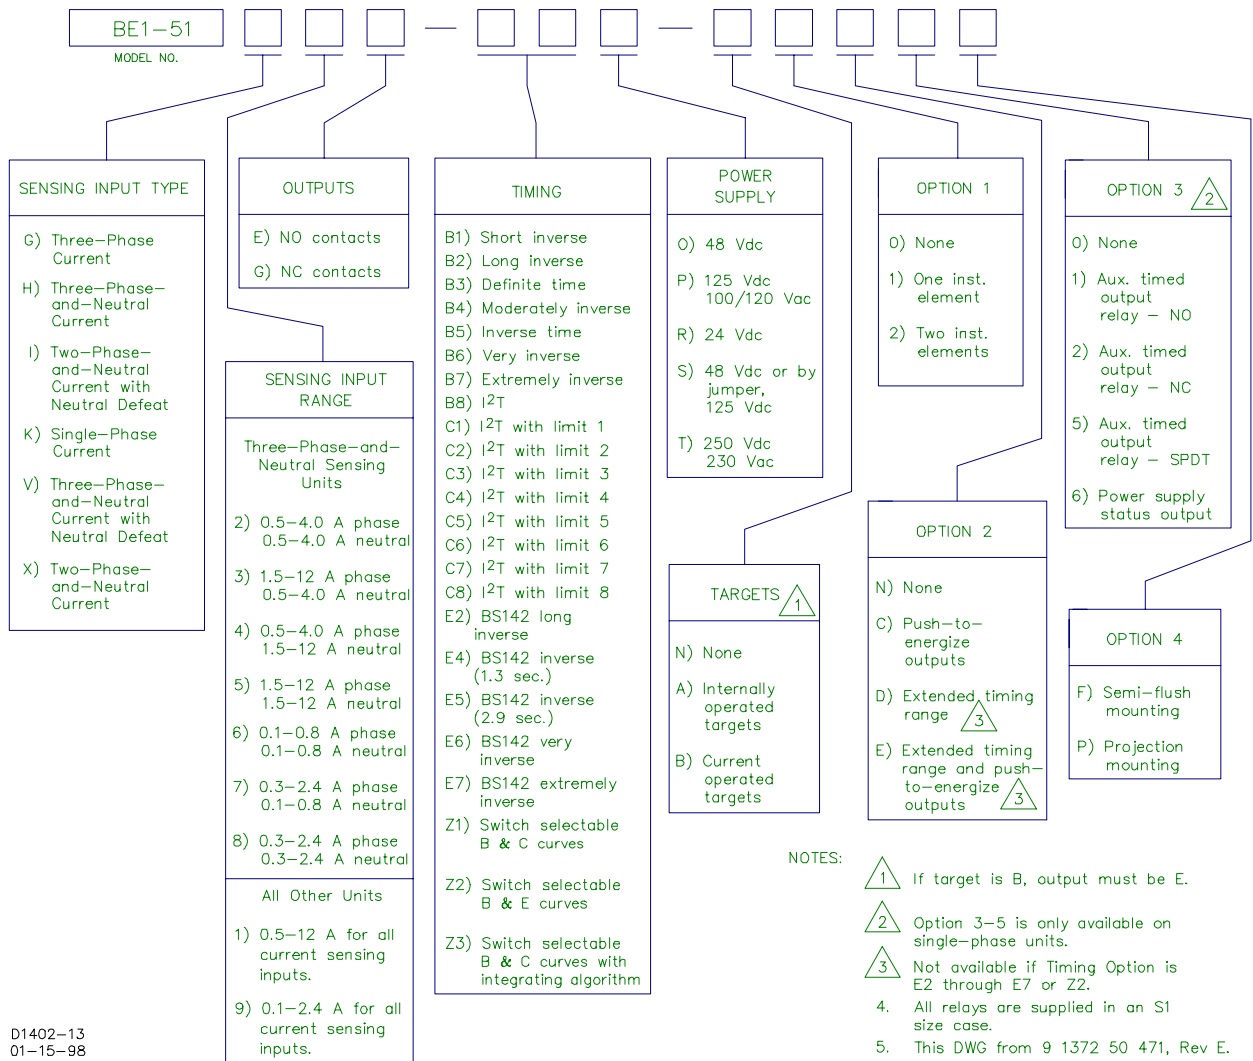 BE1-51
MODEL NO.
SENSING INPUT TYPE
G) Three-Phase
Current
H) Three-Phase-
and-Neutral
Current
I) Two-Phase-
and-Neutral
Current with
Neutral Defeat
K) Single-Phase
Current
V) Three-Phase-
and-Neutral
Current with
Neutral Defeat
X) Two-Phase-
and-Neutral
Current
OUTPUTS
E) NO contacts
G) NC contacts
SENSING INPUT
RANGE
Three-Phase-and-
Neutral Sensing
Units
2) 0.5-4.0 A phase
0.5-4.0 A neutral
3) 1.5-12 A phase
0.5-4.0 A neutral
4) 0.5-4.0 A phase
1.5-12 A neutral
5) 1.5-12 A phase
1.5-12 A neutral
6) 0.1-0.8 A phase
0.1-0.8 A neutral
7) 0.3-2.4 A phase
0.1-0.8 A neutral
8) 0.3-2.4 A phase
0.3-2.4 A neutral
All Other Units
1) 0.5-12 A for all
current sensing
inputs.
9) 0.1-2.4 A for all
current sensing
inputs.
TIMING
B1) Short inverse
B2) Long inverse
B3) Definite time
B4) Moderately inverse
B5) Inverse time
B6) Very inverse
B7) Extremely inverse
B8) I²T
C1) I²T with limit 1
C2) I²T with limit 2
C3) I²T with limit 3
C4) I²T with limit 4
C5) I²T with limit 5
C6) I²T with limit 6
C7) I²T with limit 7
C8) I²T with limit 8
E2) BS142 long
inverse
E4) BS142 inverse
(1.3 sec.)
E5) BS142 inverse
(2.9 sec.)
E6) BS142 very
inverse
E7) BS142 extremely
inverse
Z1) Switch selectable
B & C curves
Z2) Switch selectable
B & E curves
Z3) Switch selectable
B & C curves with
integrating algorithm
POWER
SUPPLY
O) 48 Vdc
P) 125 Vdc
100/120 Vac
R) 24 Vdc
S) 48 Vdc or by
jumper,
125 Vdc
T) 250 Vdc
230 Vac
TARGETS 1
N) None
A) Internally
operated
targets
B) Current
operated
targets
OPTION 1
0) None
1) One inst.
element
2) Two inst.
elements
OPTION 2
N) None
C) Push-to-
energize
outputs
D) Extended timing
range 3
E) Extended timing
range and push-
to-energize
outputs 3
OPTION 3 2
0) None
1) Aux. timed
output
relay - NO
2) Aux. timed
output
relay - NC
5) Aux. timed
output
relay - SPDT
6) Power supply
status output
OPTION 4
F) Semi-flush
mounting
P) Projection
mounting
NOTES:
1 If target is B, output must be E.
2 Option 3-5 is only available on
single-phase units.
3 Not available if Timing Option is
E2 through E7 or Z2.
4. All relays are supplied in an S1
size case.
5. This DWG from 9 1372 50 471, Rev E.
D1402-13
01-15-98